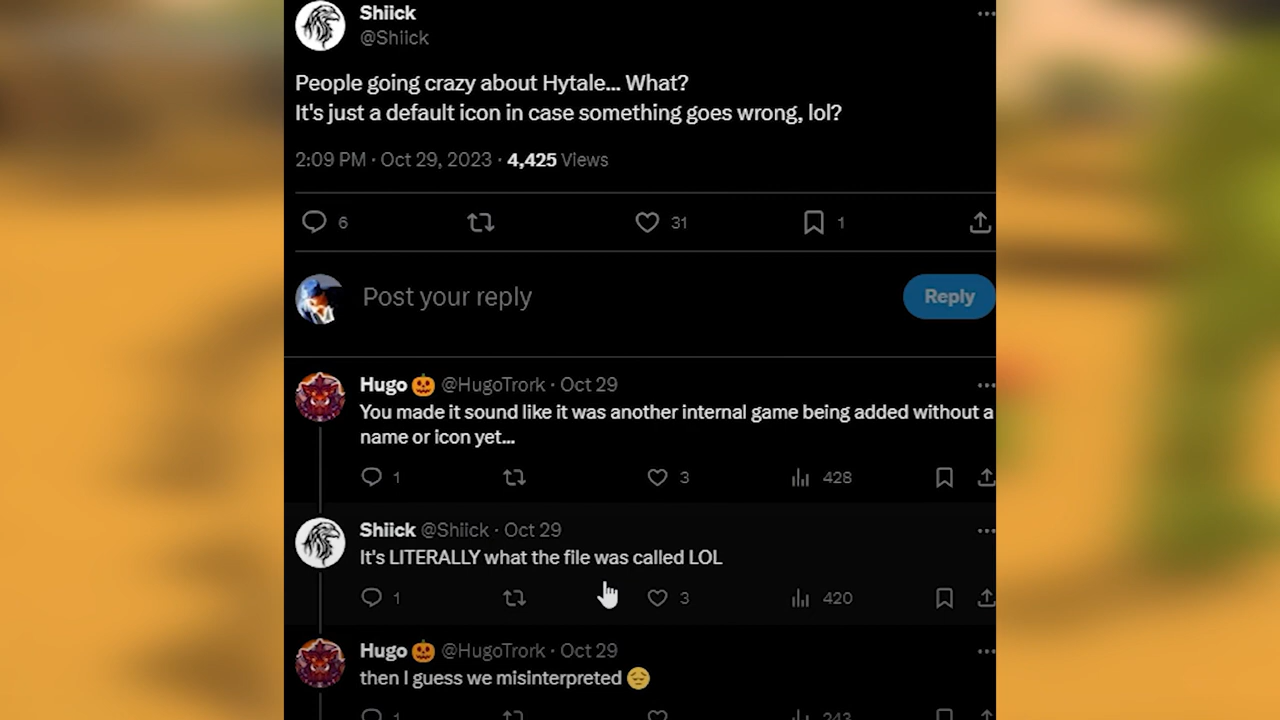 Shiick
@Shiick
People going crazy about Hytale... What?
It's just a default icon in case something goes wrong, lol?
2:09 PM · Oct 29, 2023 · 4,425 Views
6 31 1
Post your reply
Reply
Hugo 🎃 @HugoTrork · Oct 29
You made it sound like it was another internal game being added without a
name or icon yet...
1 3 428
Shiick @Shiick · Oct 29
It's LITERALLY what the file was called LOL
1 3 420
Hugo 🎃 @HugoTrork · Oct 29
then I guess we misinterpreted 😔
1 243